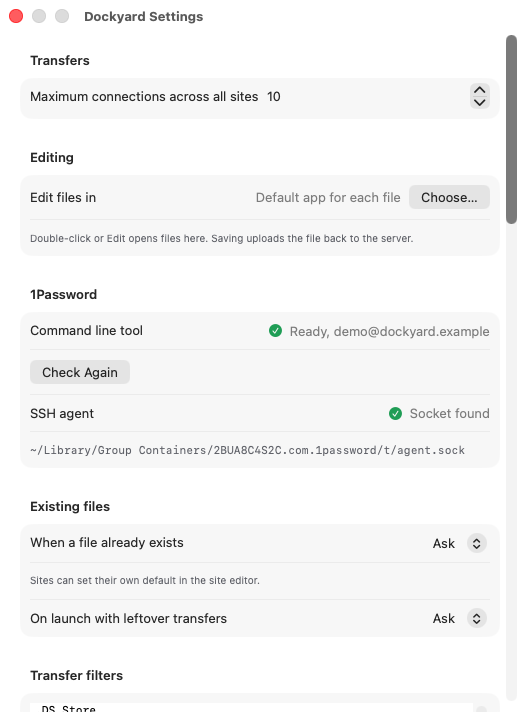 Dockyard Settings
Transfers
Maximum connections across all sites 10
Editing
Edit files in Default app for each file Choose...
Double-click or Edit opens files here. Saving uploads the file back to the server.
1Password
Command line tool Ready, demo@dockyard.example
Check Again
SSH agent Socket found
~/Library/Group Containers/2BUA8C4S2C.com.1password/t/agent.sock
Existing files
When a file already exists Ask
Sites can set their own default in the site editor.
On launch with leftover transfers Ask
Transfer filters
.DS_Store